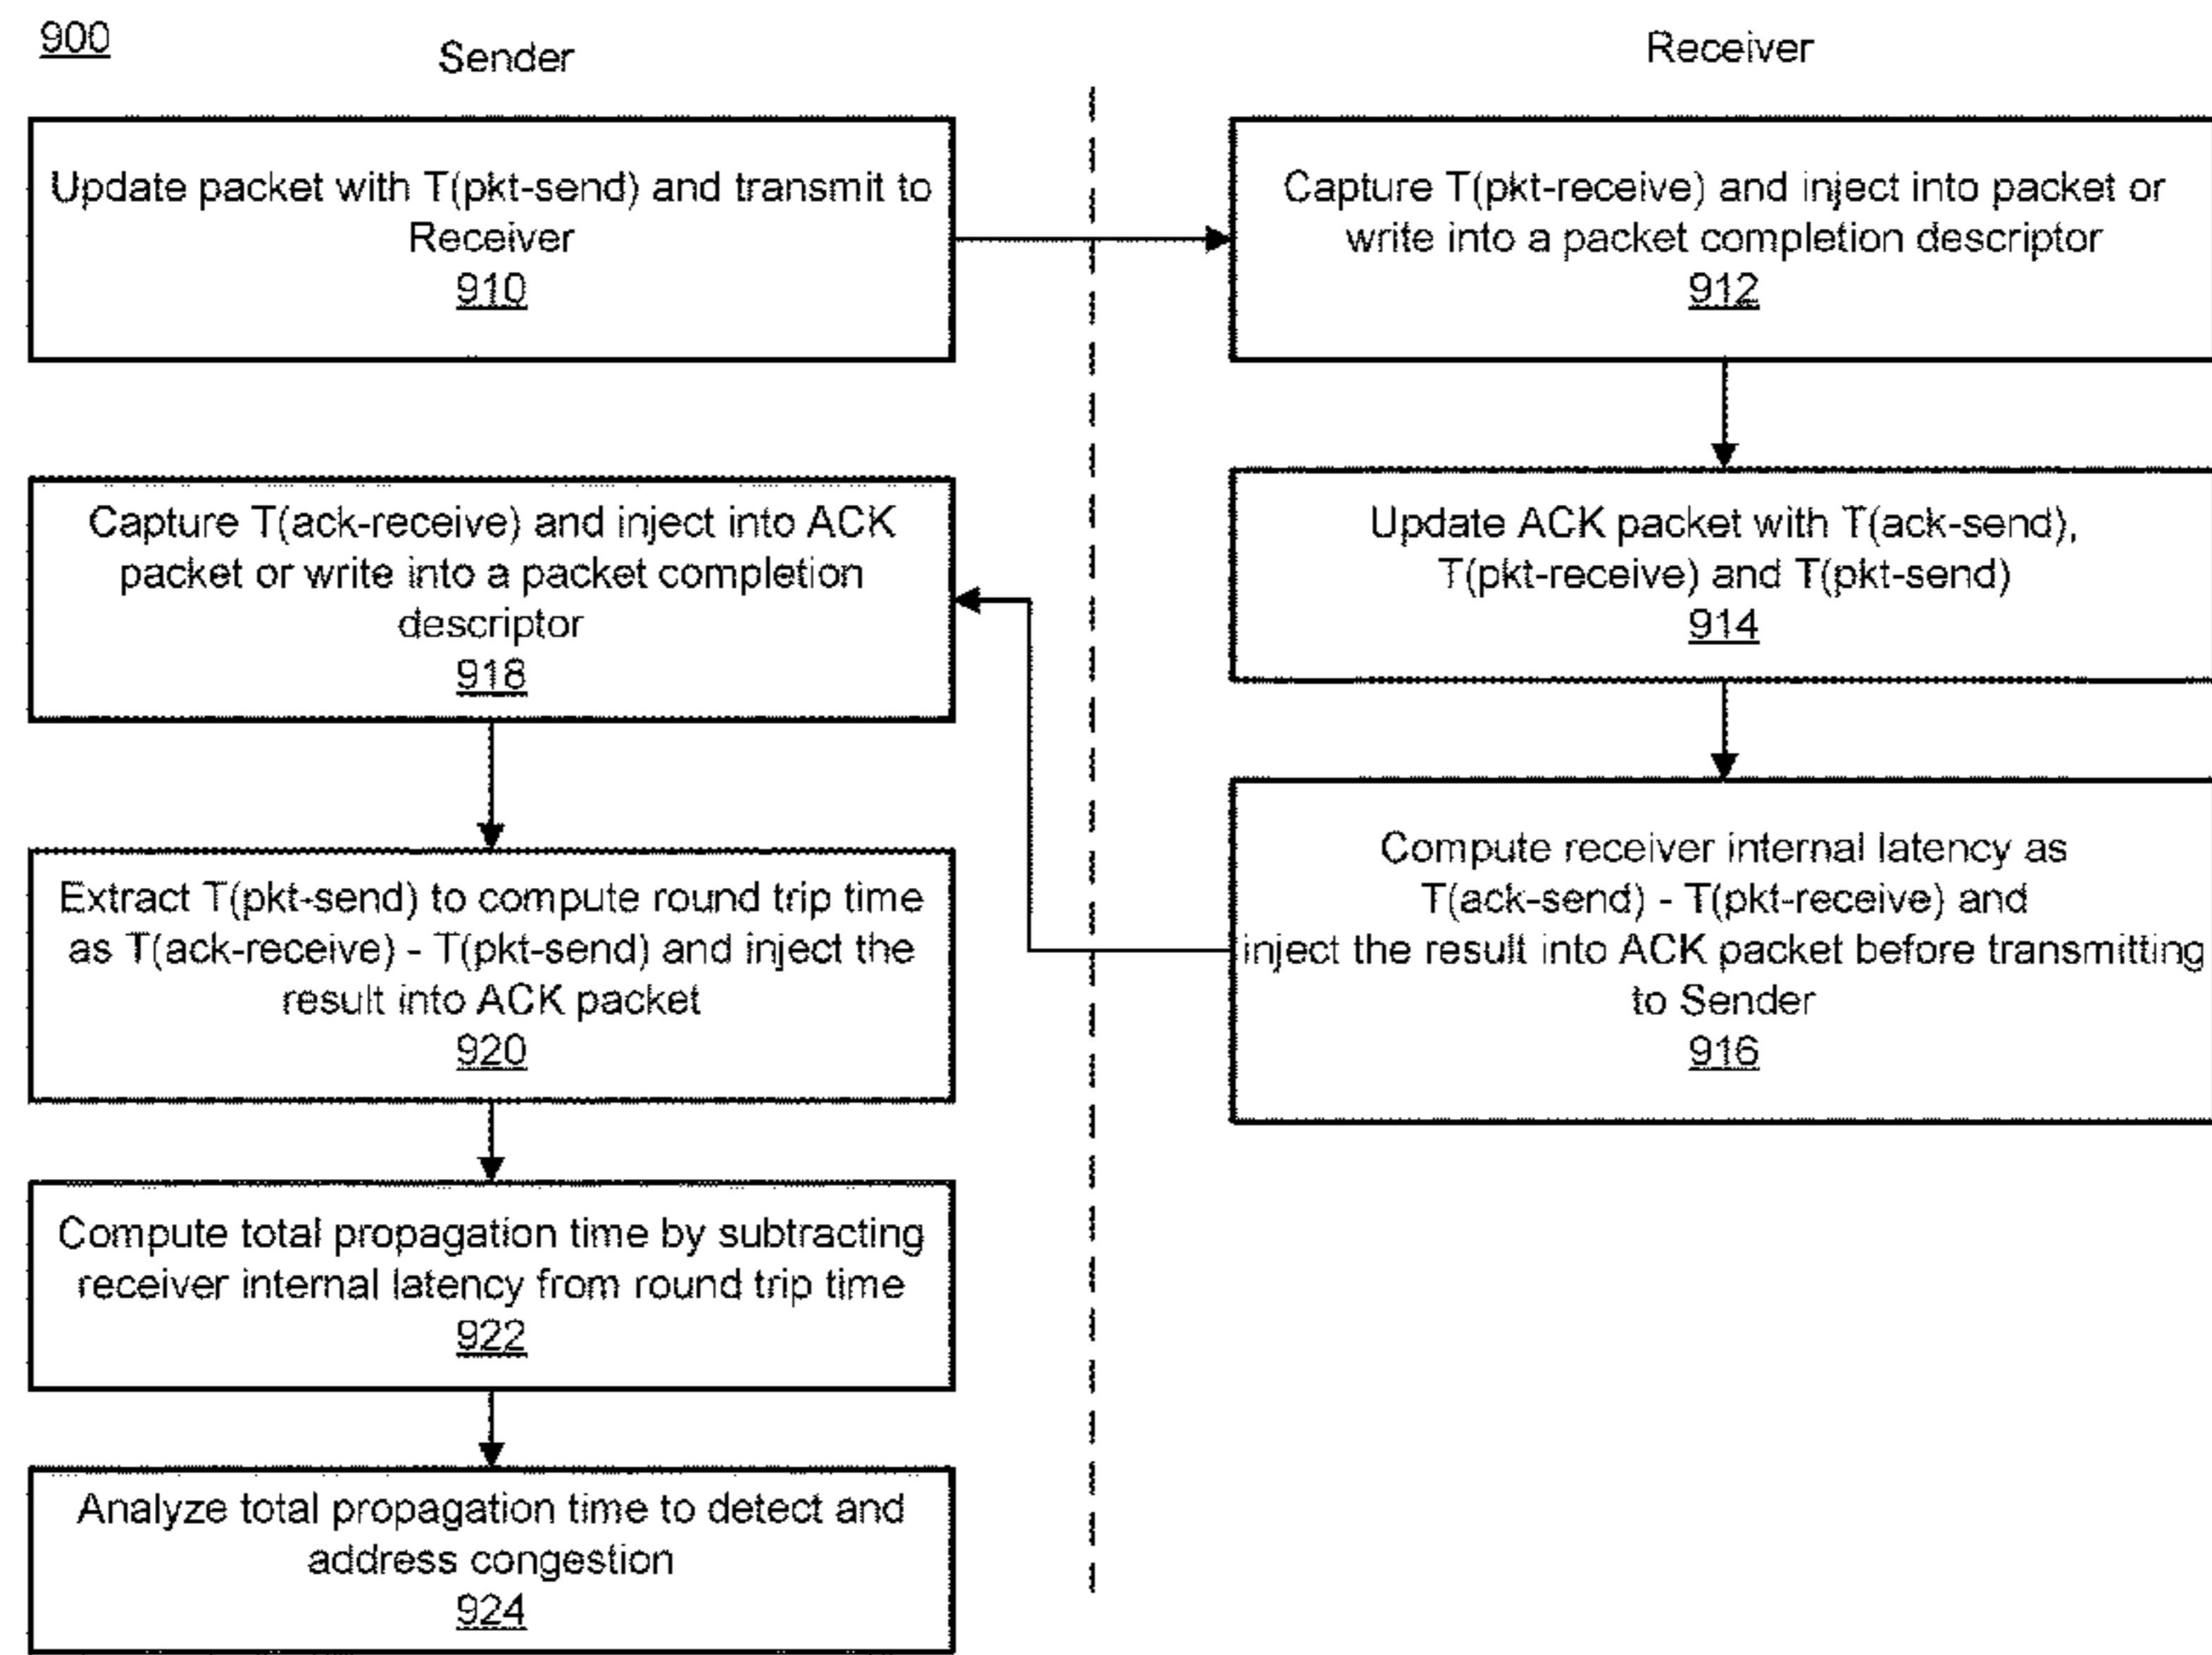 900
Sender
Receiver
Update packet with T(pkt-send) and transmit to
Receiver
910
Capture T(pkt-receive) and inject into packet or
write into a packet completion descriptor
912
Update ACK packet with T(ack-send),
T(pkt-receive) and T(pkt-send)
914
Compute receiver internal latency as
T(ack-send) - T(pkt-receive) and
inject the result into ACK packet before transmitting
to Sender
916
Capture T(ack-receive) and inject into ACK
packet or write into a packet completion
descriptor
918
Extract T(pkt-send) to compute round trip time
as T(ack-receive) - T(pkt-send) and inject the
result into ACK packet
920
Compute total propagation time by subtracting
receiver internal latency from round trip time
922
Analyze total propagation time to detect and
address congestion
924